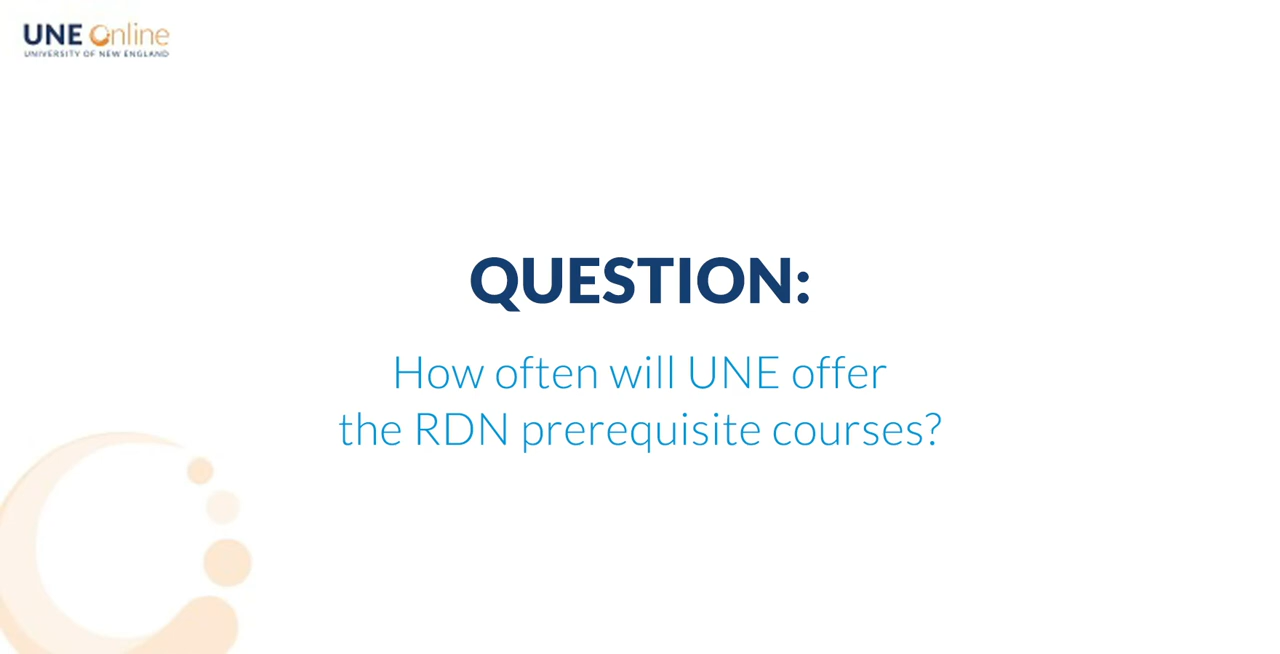 UNE Online
UNIVERSITY OF NEW ENGLAND
QUESTION:
How often will UNE offer
the RDN prerequisite courses?